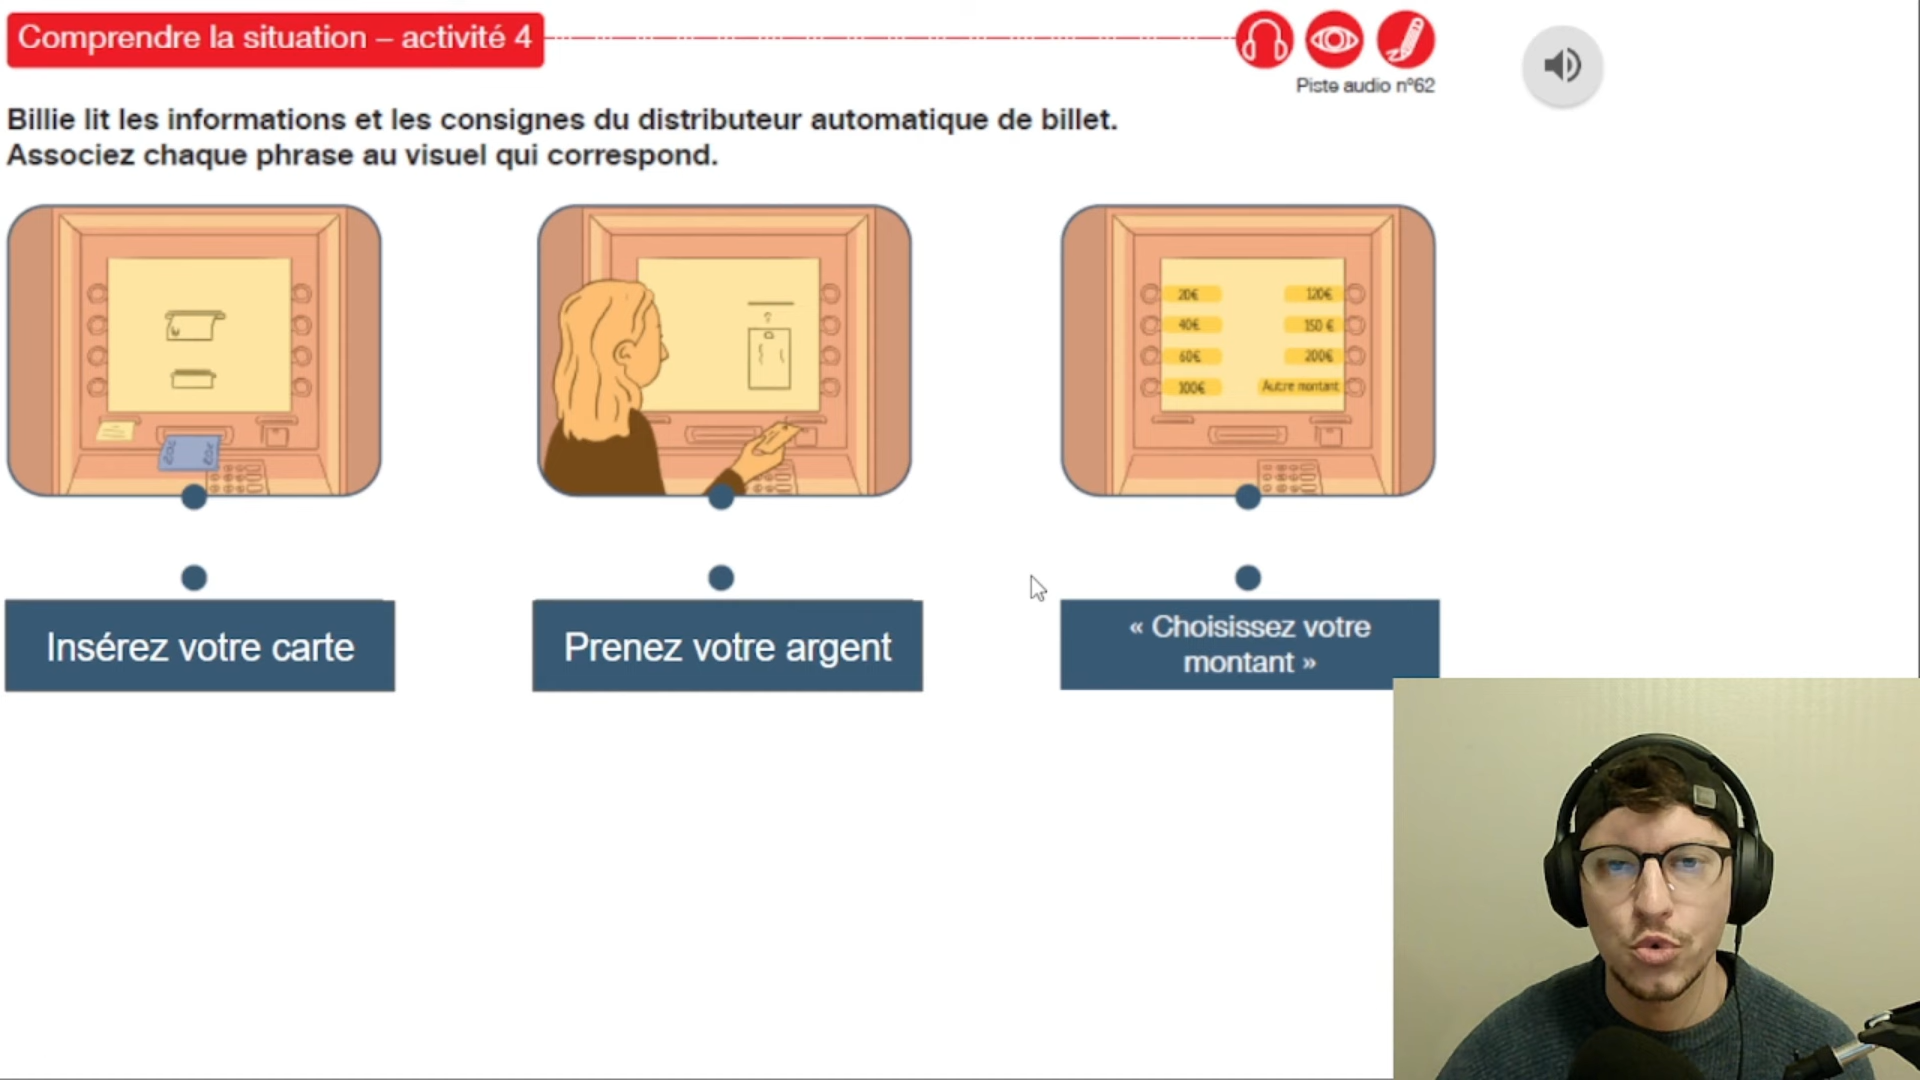 Comprendre la situation – activité 4
Piste audio n°62
Billie lit les informations et les consignes du distributeur automatique de billet.
Associez chaque phrase au visuel qui correspond.
20€
40€
60€
100€
120€
150 €
200€
Autre montant
Insérez votre carte
Prenez votre argent
« Choisissez votre
montant »